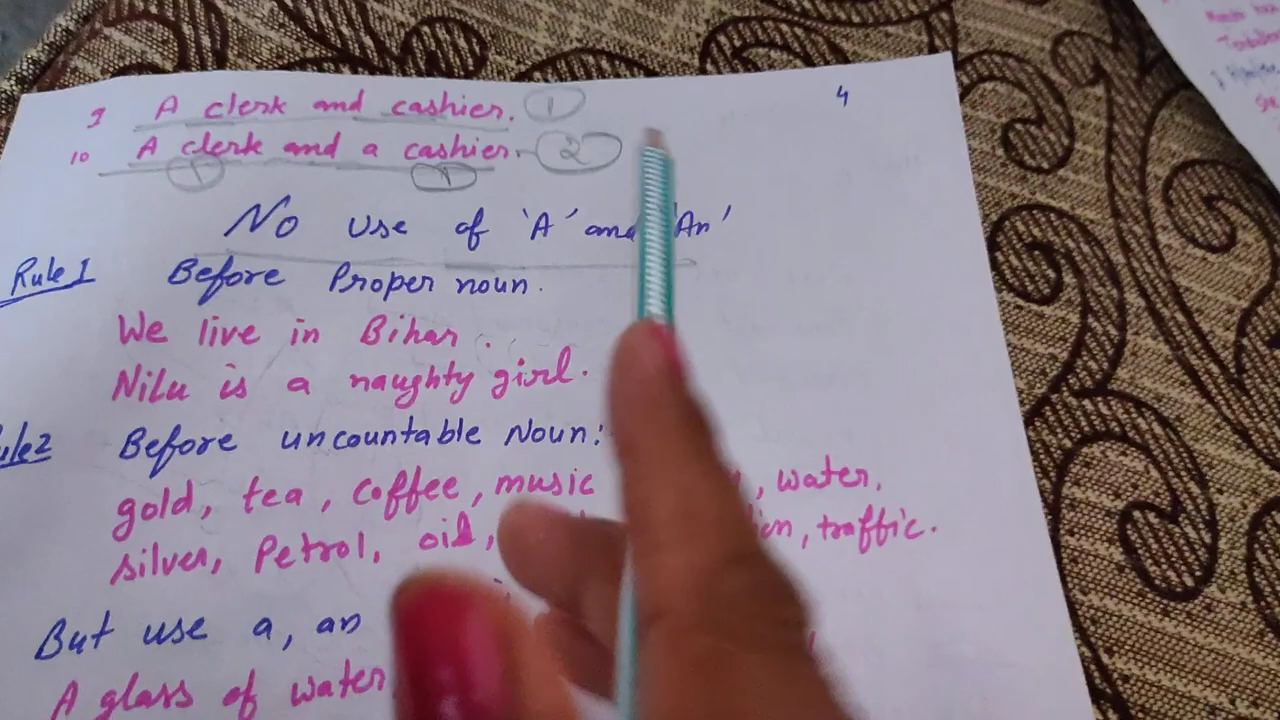 9 A clerk and cashier. 1
4
10 A clerk and a cashier. 2
1 1
No use of 'A' and 'An'
Rule 1 Before Proper noun.
We live in Bihar.
Nilu is a naughty girl.
Before uncountable Noun:
gold, tea, coffee, music , water.
silver, Petrol, oil, , traffic.
But use a, an
A glass of water